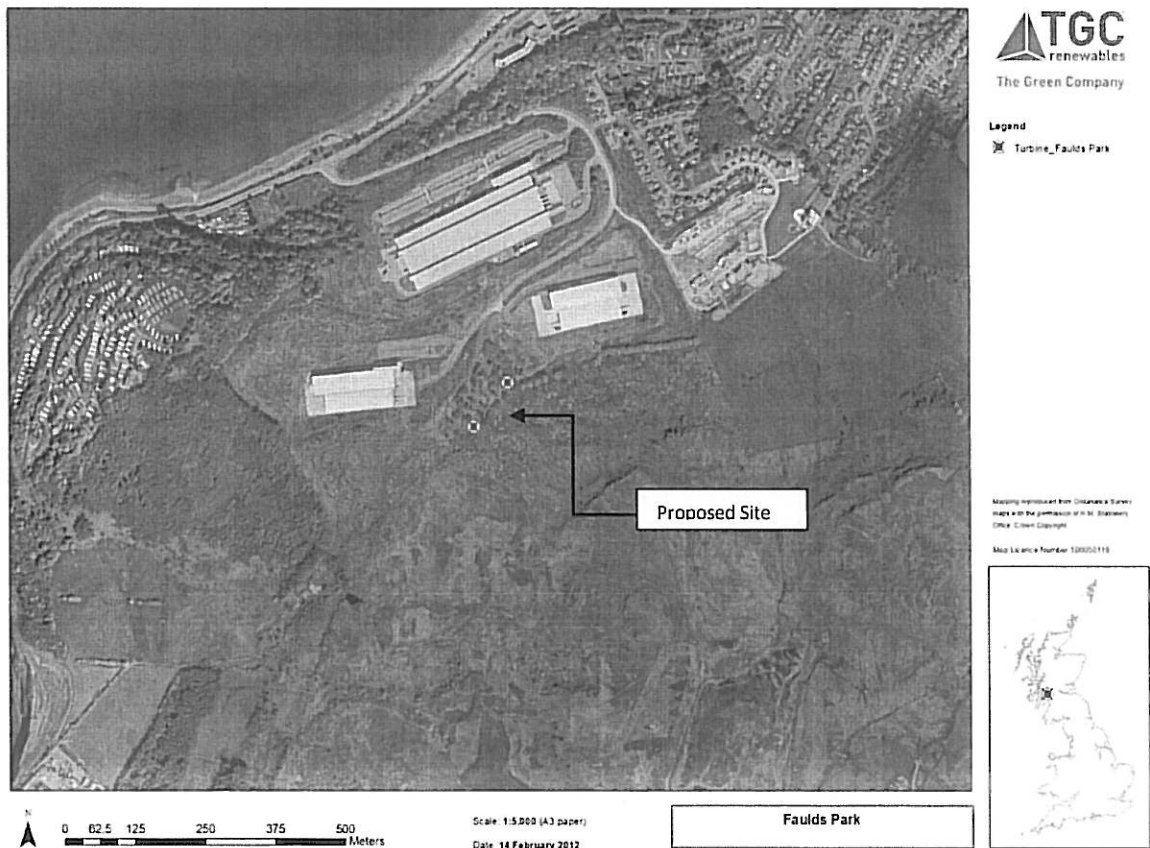 TGC
renewables
The Green Company
Legend
Turbine_Faulds Park
Proposed Site
Mapping reproduced from Ordanance Survey
maps with the permission of H.M. Stationery
Office. Crown Copyright
Map Licence Number
N
0 62.5 125 250 375 500
Meters
Scale: 1:5,000 (A3 paper)
Date 14 February 2012
Faulds Park